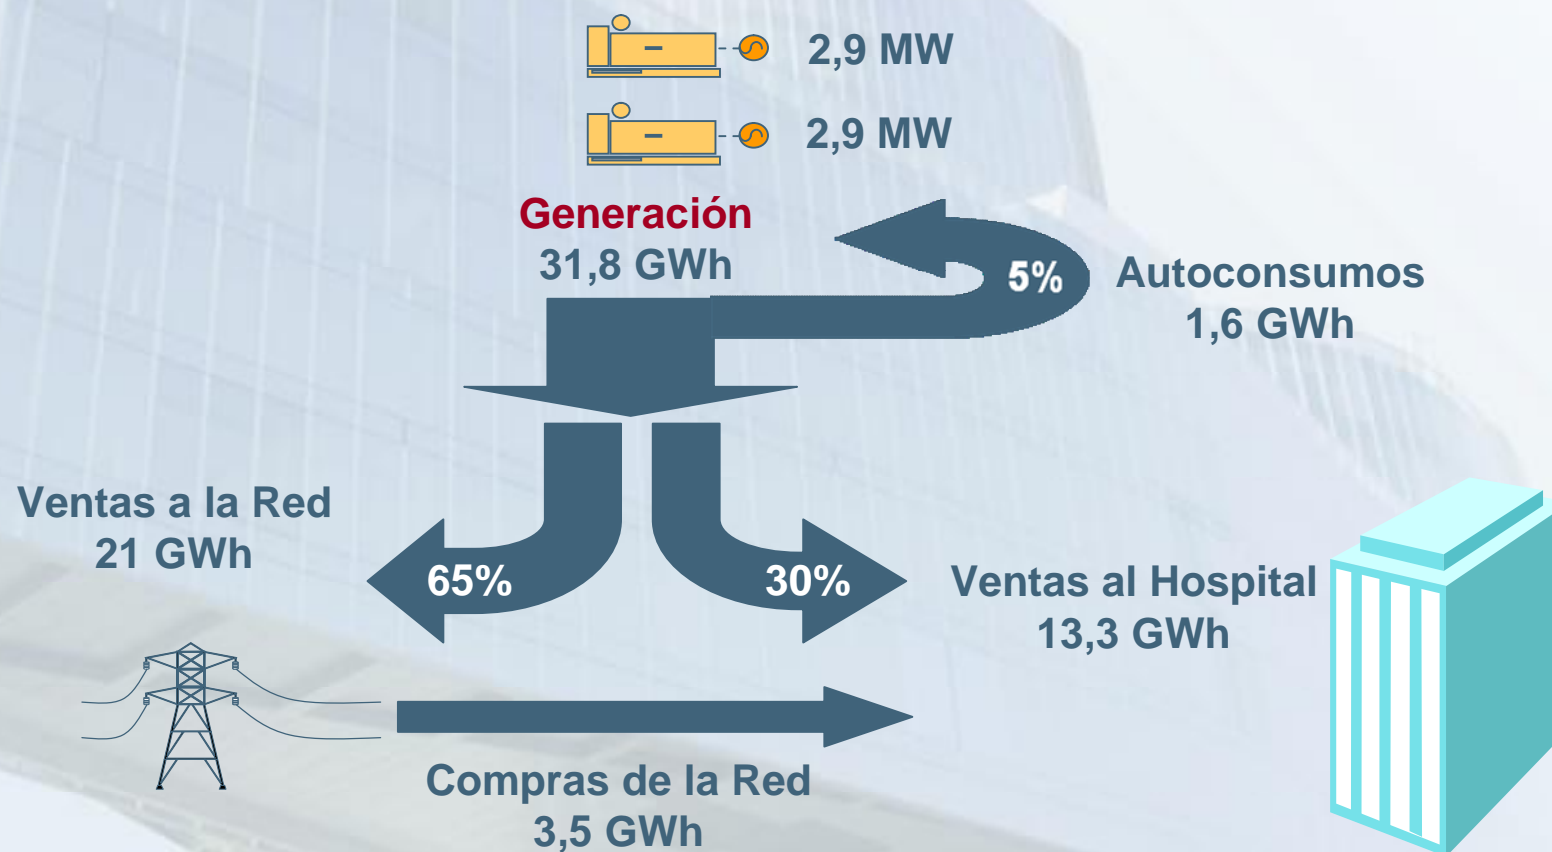 2,9 MW
2,9 MW
Generación
31,8 GWh
5%
Autoconsumos
1,6 GWh
Ventas a la Red
21 GWh
65%
30%
Ventas al Hospital
13,3 GWh
Compras de la Red
3,5 GWh